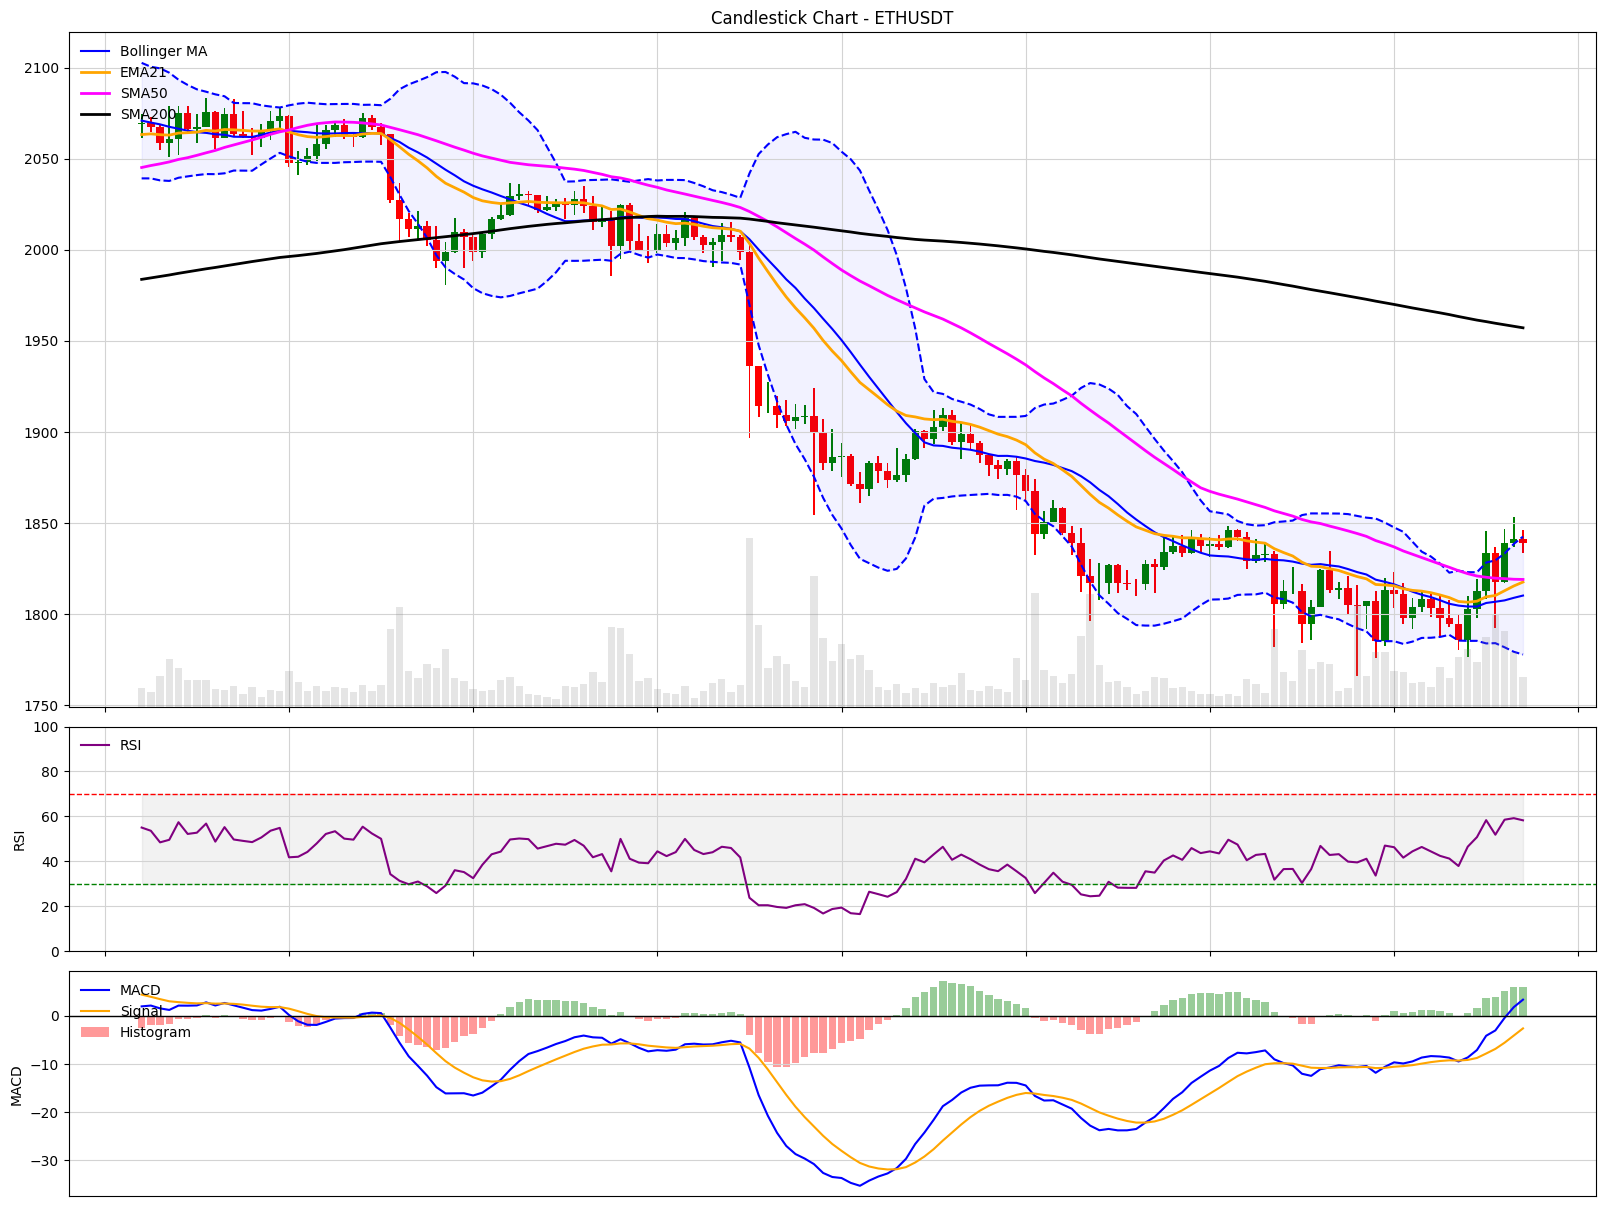 Candlestick Chart - ETHUSDT
Bollinger MA
EMA21
SMA50
SMA200
2100
2050
2000
1950
1900
1850
1800
1750
RSI
100
80
60
40
20
0
RSI
MACD
Signal
Histogram
0
−10
−20
−30
MACD